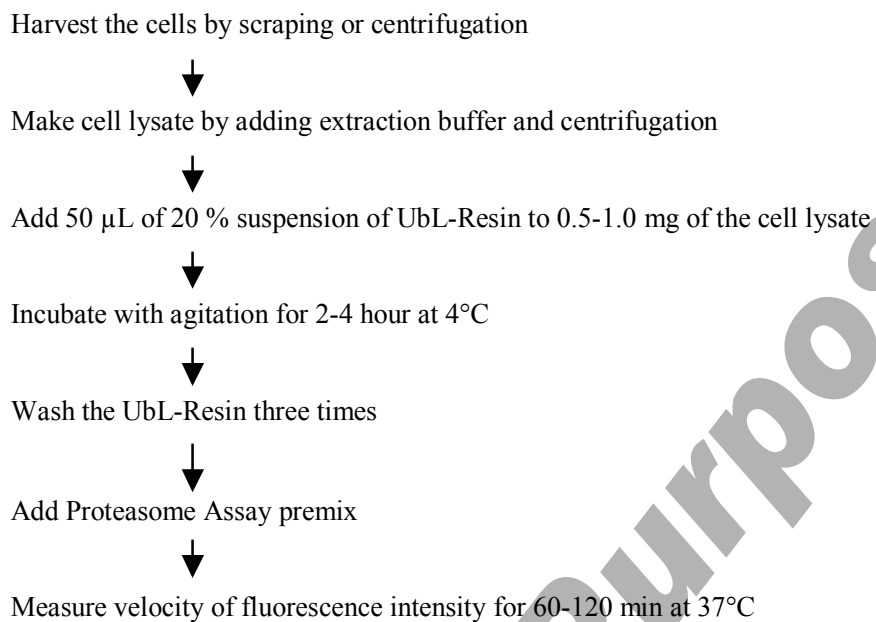 Harvest the cells by scraping or centrifugation
Make cell lysate by adding extraction buffer and centrifugation
Add 50 µL of 20 % suspension of UbL-Resin to 0.5-1.0 mg of the cell lysate
Incubate with agitation for 2-4 hour at 4°C
Wash the UbL-Resin three times
Add Proteasome Assay premix
Measure velocity of fluorescence intensity for 60-120 min at 37°C